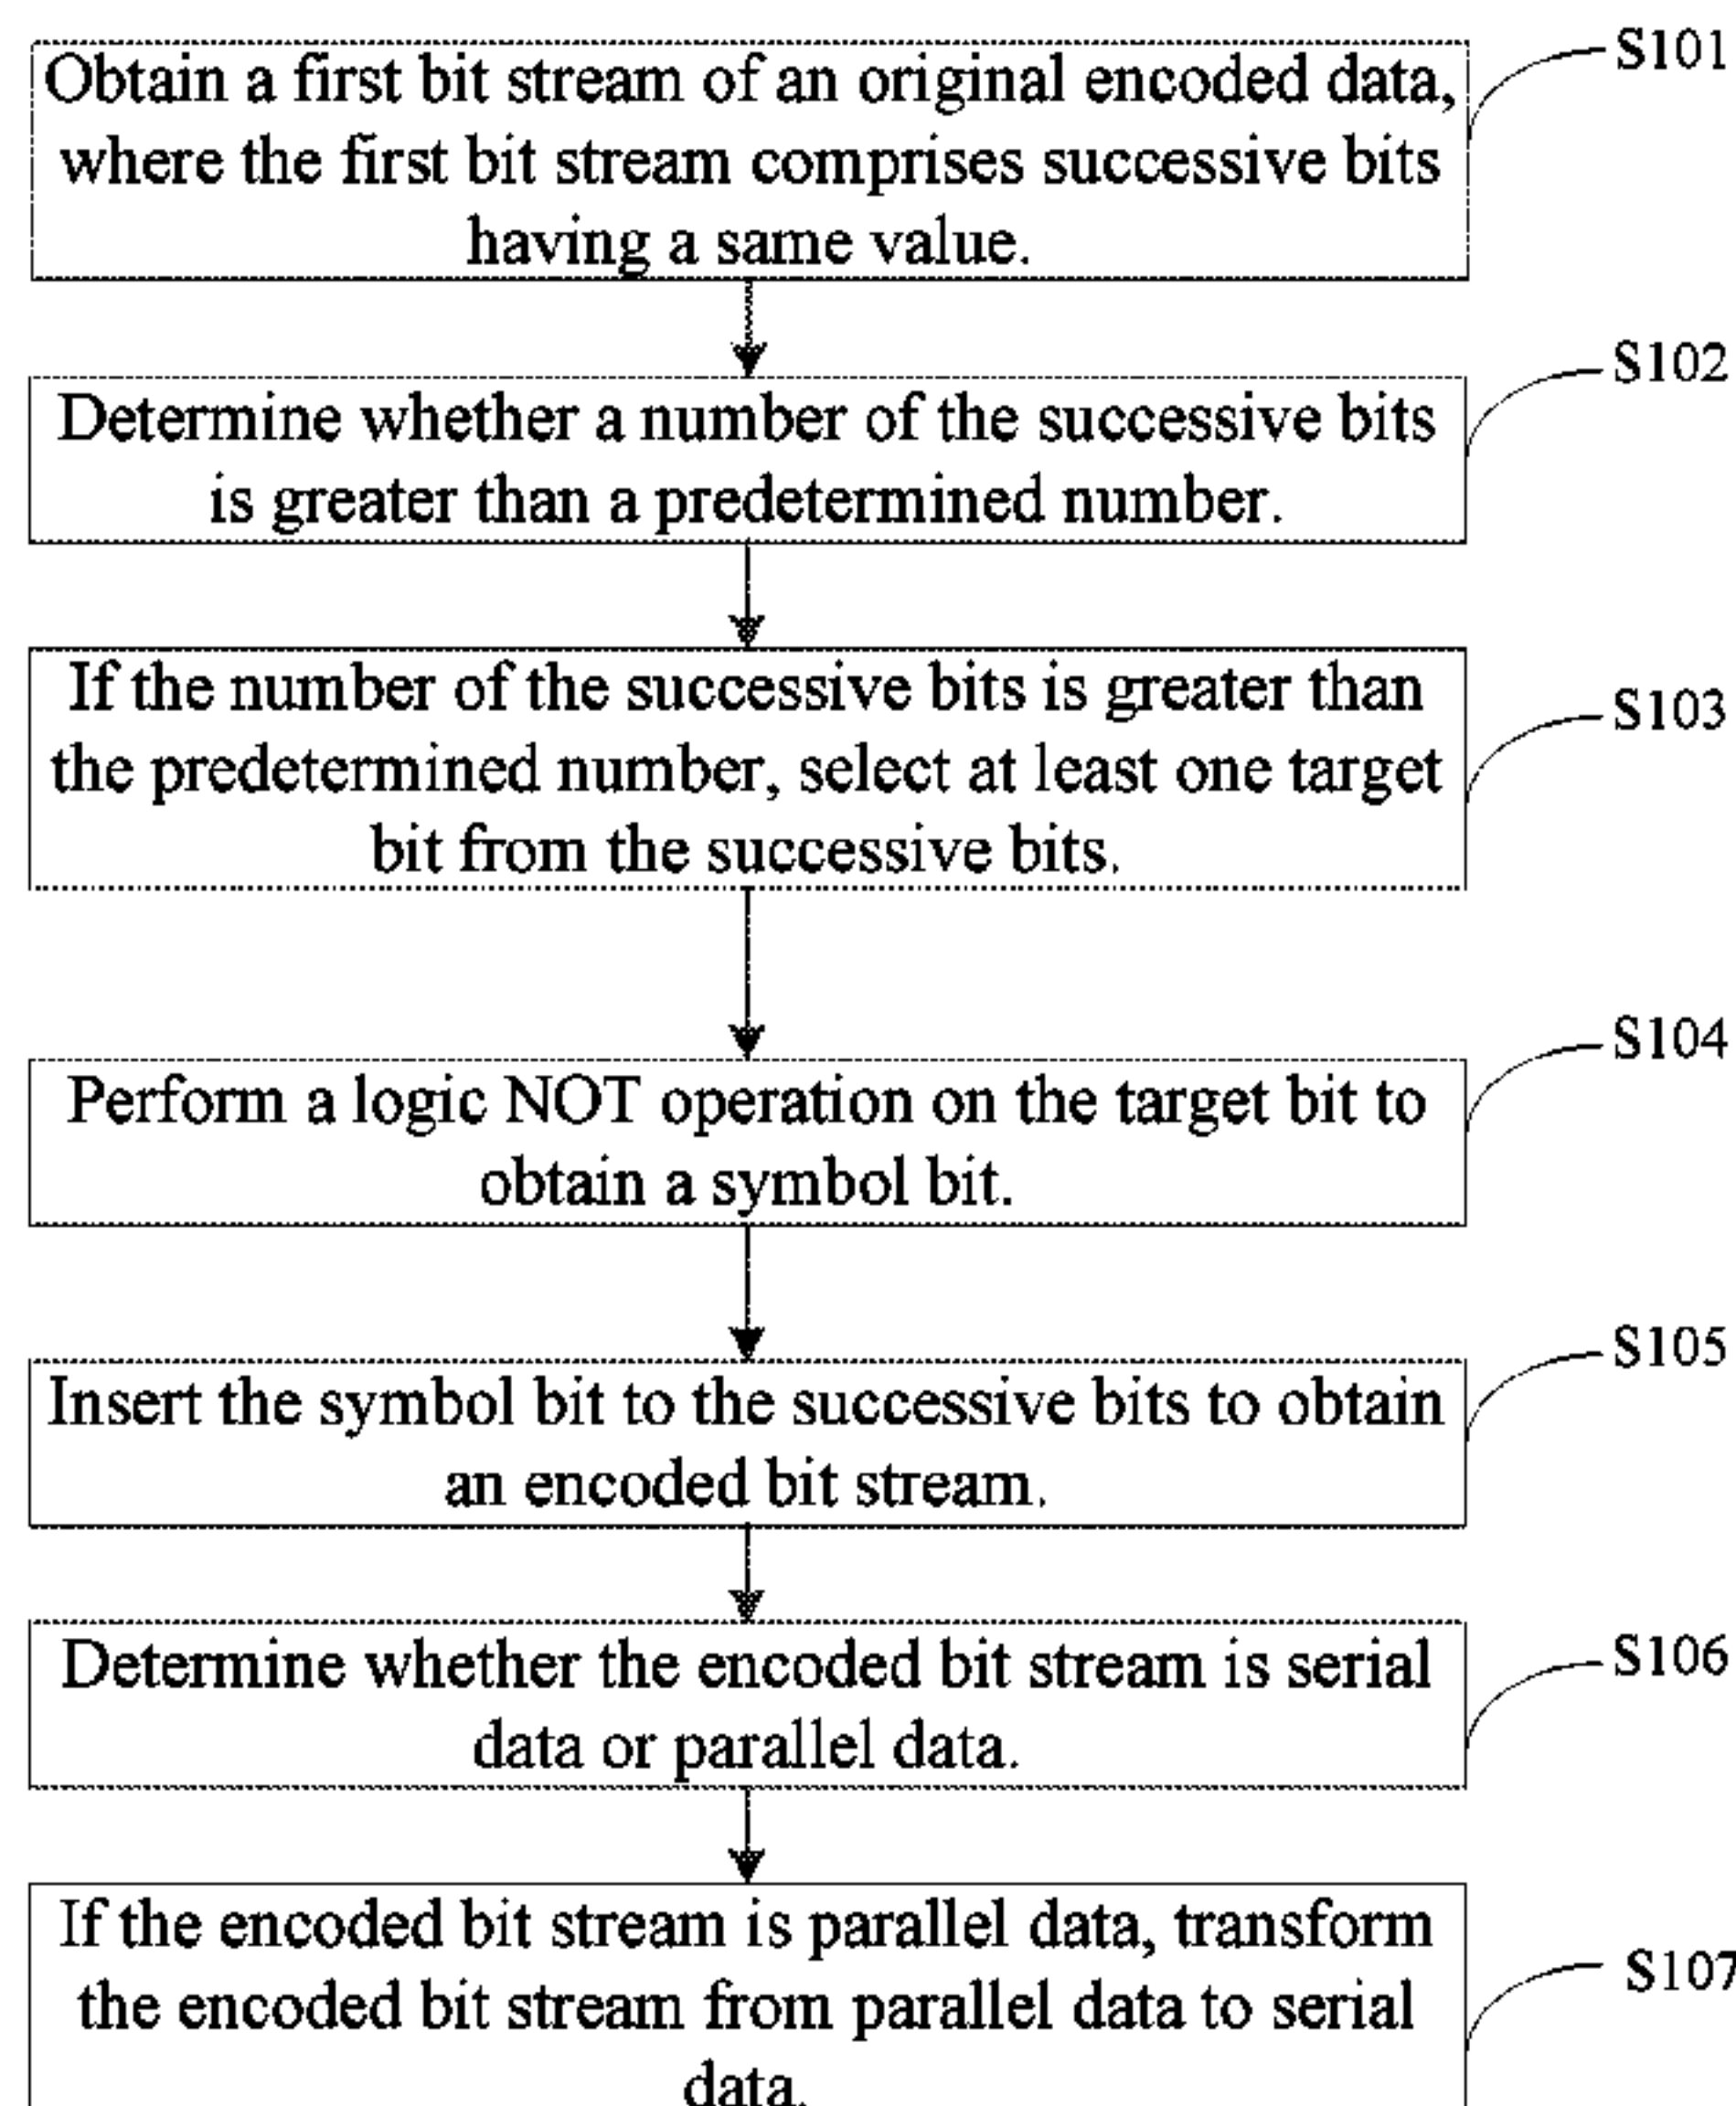 S101
Obtain a first bit stream of an original encoded data,
where the first bit stream comprises successive bits
having a same value.
S102
Determine whether a number of the successive bits
is greater than a predetermined number.
S103
If the number of the successive bits is greater than
the predetermined number, select at least one target
bit from the successive bits.
S104
Perform a logic NOT operation on the target bit to
obtain a symbol bit.
S105
Insert the symbol bit to the successive bits to obtain
an encoded bit stream.
S106
Determine whether the encoded bit stream is serial
data or parallel data.
S107
If the encoded bit stream is parallel data, transform
the encoded bit stream from parallel data to serial
data.